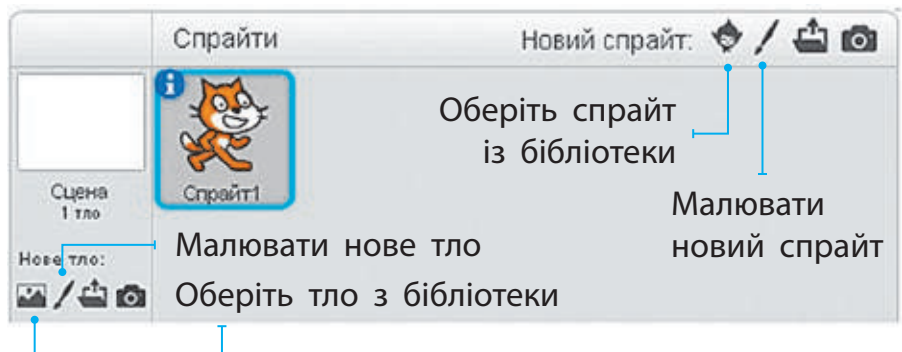 Спрайти Новий спрайт:
Оберіть спрайт
із бібліотеки
Спрайт1
Сцена
1 тло
Малювати
новий спрайт
Нове тло:
Малювати нове тло
Оберіть тло з бібліотеки